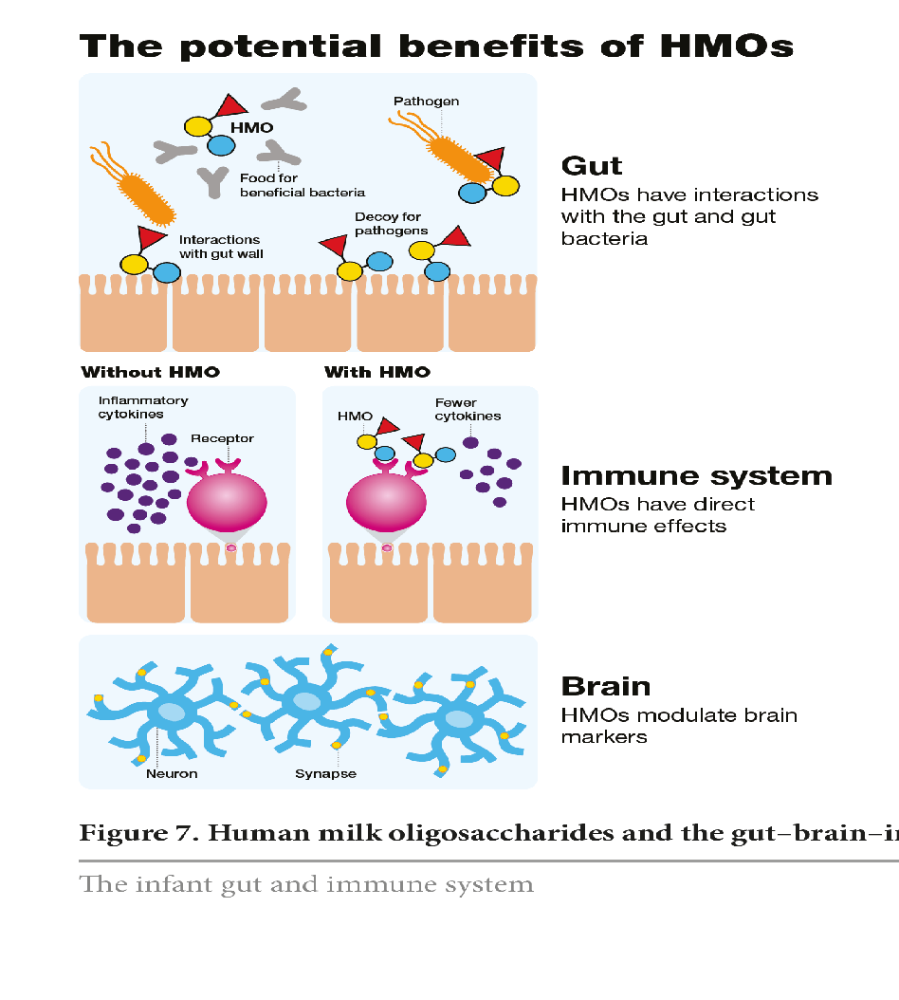 The potential benefits of HMOs
Pathogen
HMO
Food for
beneficial bacteria
Decoy for
pathogens
Interactions
with gut wall
Gut
HMOs have interactions
with the gut and gut
bacteria
Without HMO
With HMO
Inflammatory
cytokines
Receptor
HMO
Fewer
cytokines
Immune system
HMOs have direct
immune effects
Neuron
Synapse
Brain
HMOs modulate brain
markers
Figure 7. Human milk oligosaccharides and the
The infant gut and immune system